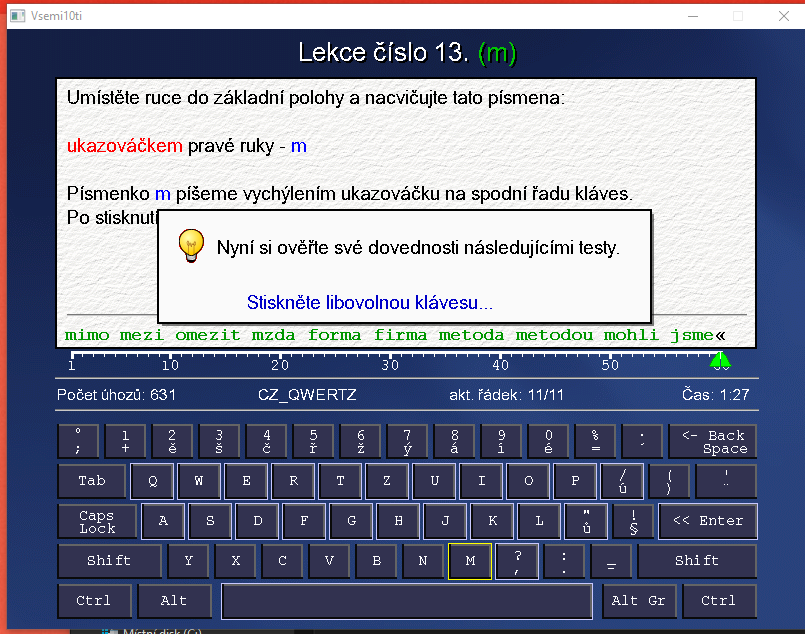 Vsemi10ti
Lekce číslo 13. (m)
Umístěte ruce do základní polohy a nacvičujte tato písmena:
ukazováčkem pravé ruky - m
Písmenko m píšeme vychýlením ukazováčku na spodní řadu kláves.
Po stisknutí
Nyní si ověřte své dovednosti následujícími testy.
Stiskněte libovolnou klávesu...
mimo mezi omezit mzda forma firma metoda metodou mohli jsme«
1 10 20 30 40 50 60
Počet úhozů: 631 CZ_QWERTZ akt. řádek: 11/11 Čas: 1:27
° 1 2 3 4 5 6 7 8 9 0 % ˇ <- Back
; + ě š č ř ž ý á í é = ´ Space
Tab Q W E R T Z U I O P / ( '
ú ) ¨
Caps A S D F G H J K L " ! << Enter
Lock ů §
Shift Y X C V B N M ? : _ Shift
, . -
Ctrl Alt Alt Gr Ctrl
Místní disk (C:)